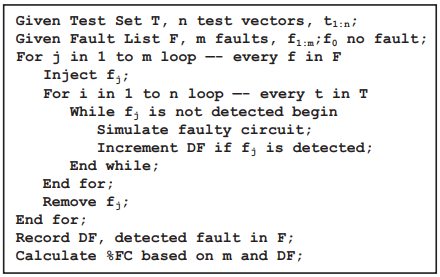 Given Test Set T, n test vectors, t1:n;
Given Fault List F, m faults, f1:m;f0 no fault;
For j in 1 to m loop —- every f in F
Inject fj;
For i in 1 to n loop —- every t in T
While fj is not detected begin
Simulate faulty circuit;
Increment DF if fj is detected;
End while;
End for;
Remove fj;
End for;
Record DF, detected fault in F;
Calculate %FC based on m and DF;